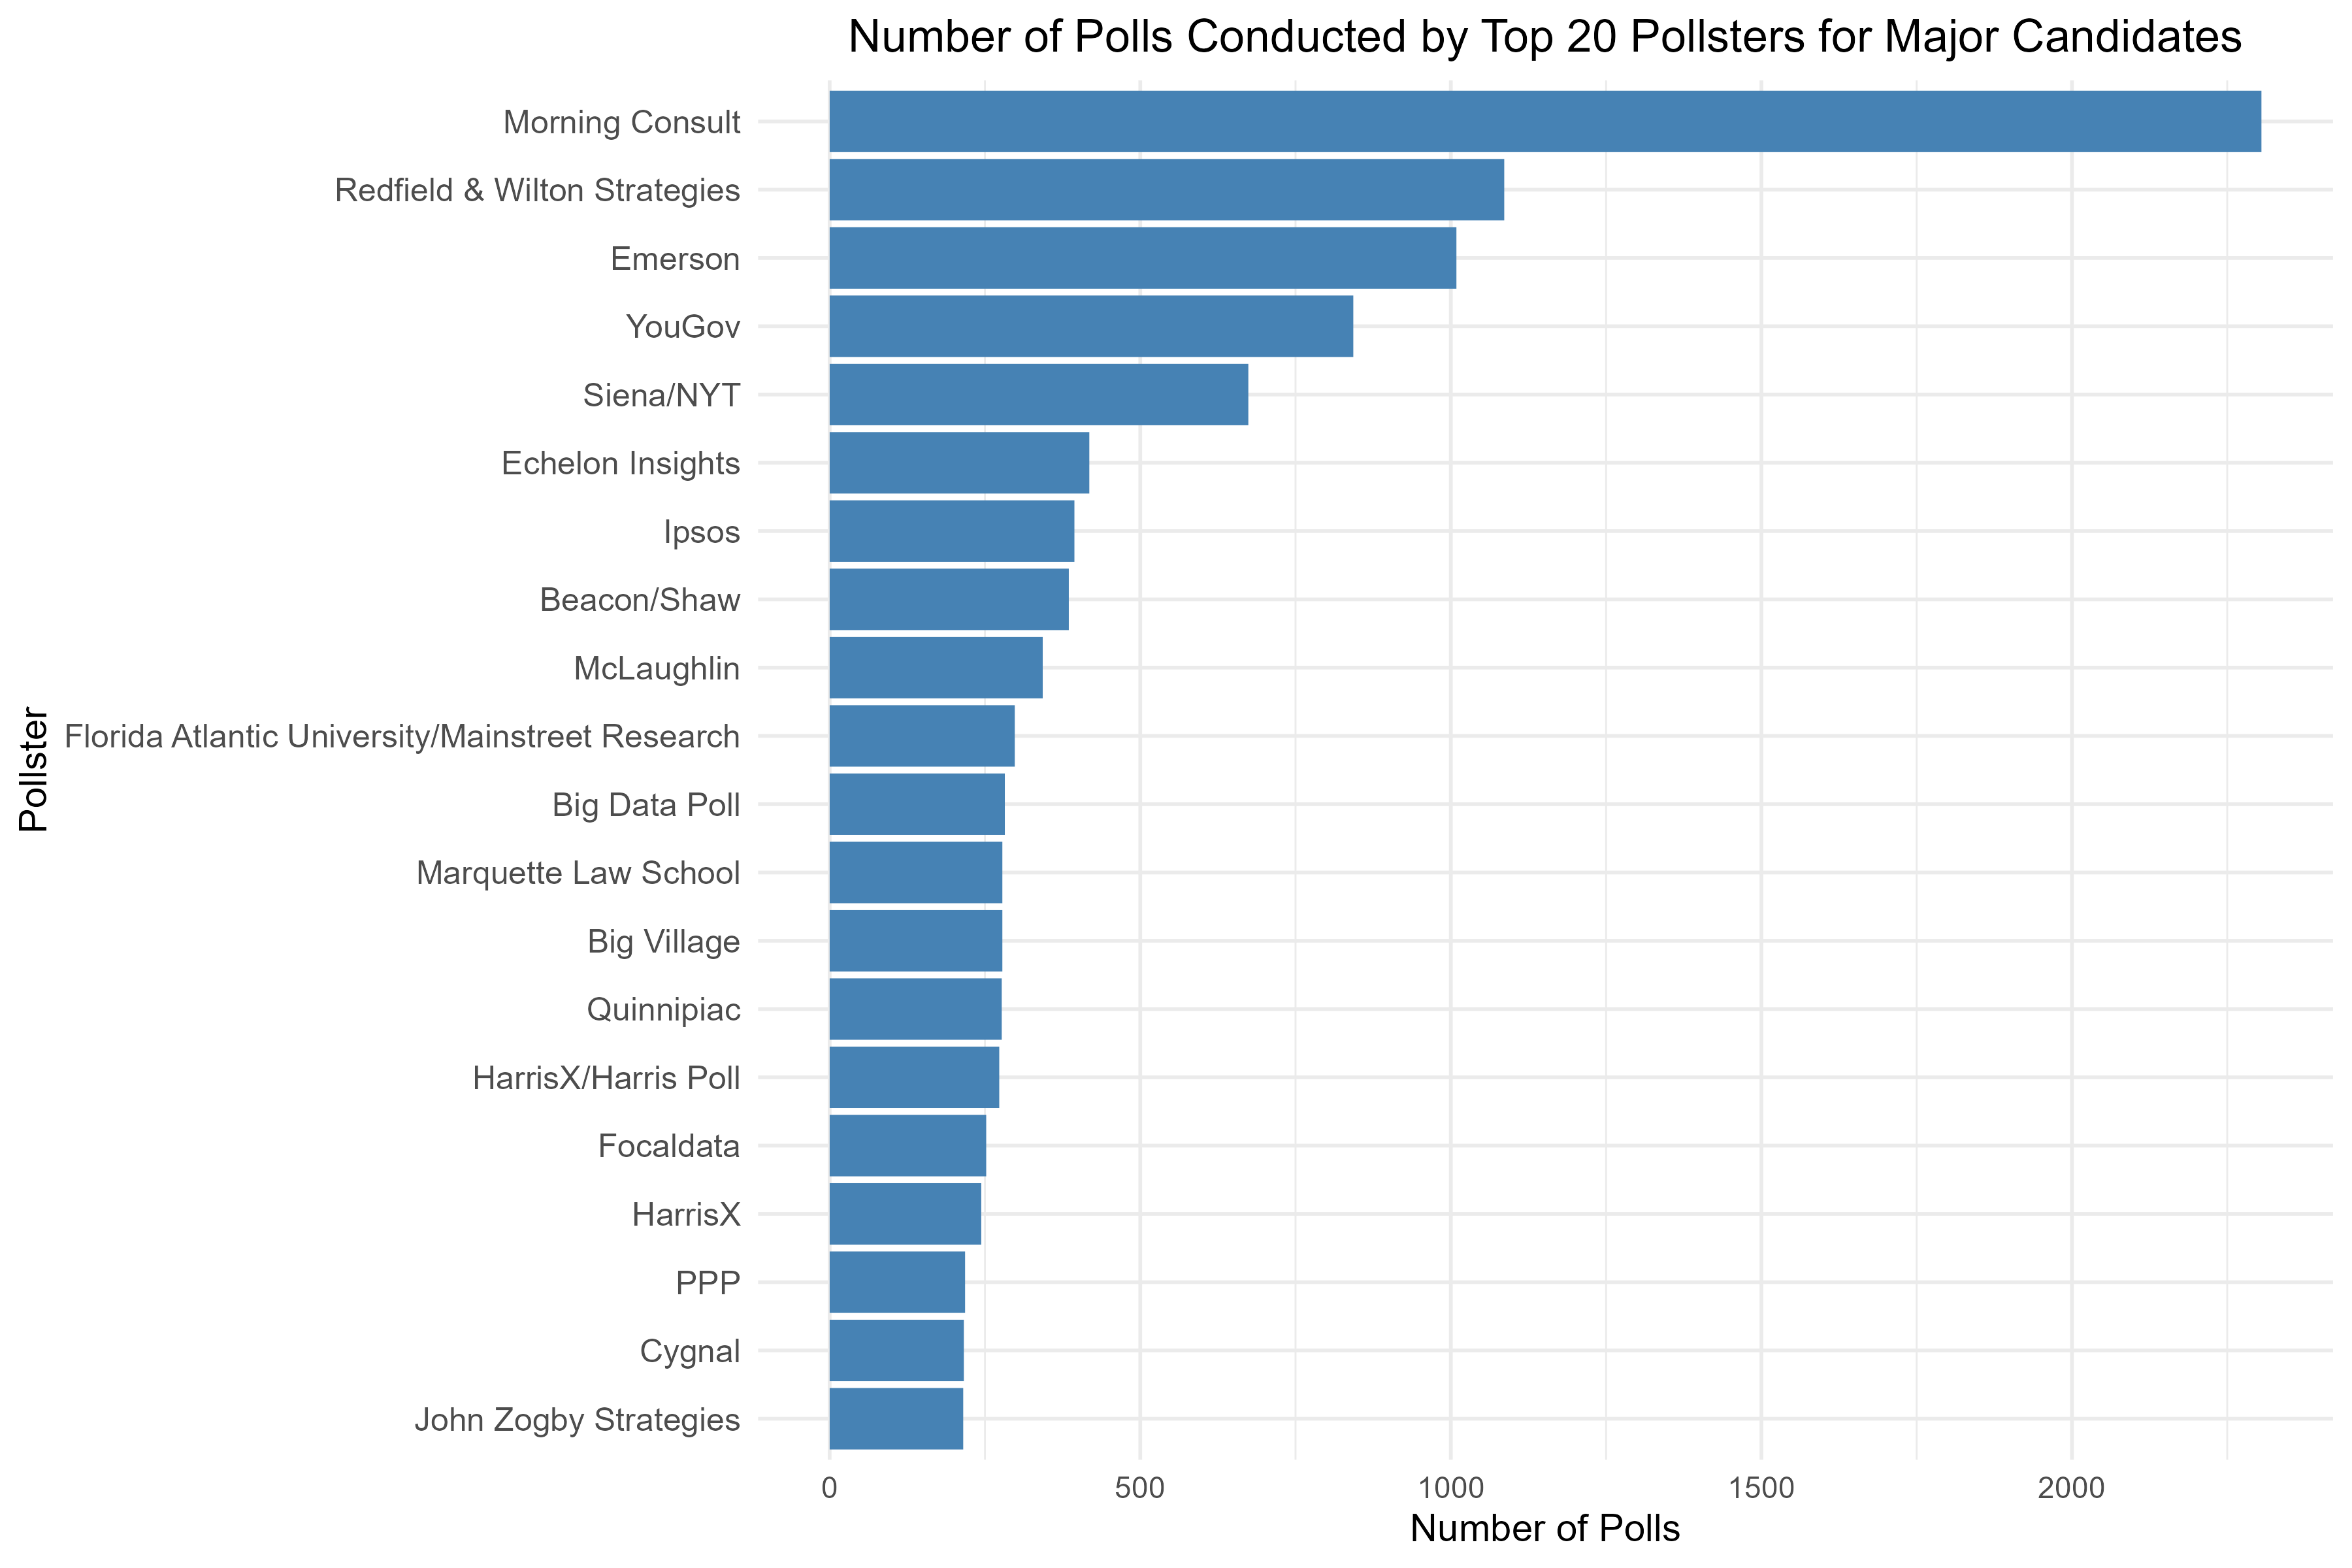 Number of Polls Conducted by Top 20 Pollsters for Major Candidates
Pollster
Morning Consult
Redfield & Wilton Strategies
Emerson
YouGov
Siena/NYT
Echelon Insights
Ipsos
Beacon/Shaw
McLaughlin
Florida Atlantic University/Mainstreet Research
Big Data Poll
Marquette Law School
Big Village
Quinnipiac
HarrisX/Harris Poll
Focaldata
HarrisX
PPP
Cygnal
John Zogby Strategies
0 500 1000 1500 2000
Number of Polls